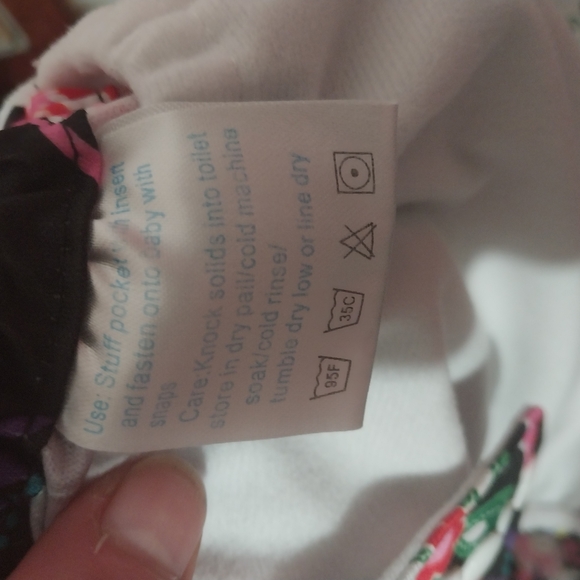 Use: Stuff pocket insert
and fasten onto baby with
snaps
Care:Knock solids into toilet
store in dry pail/cold machine
soak/cold rinse/
tumble dry low or line dry
95F 35C